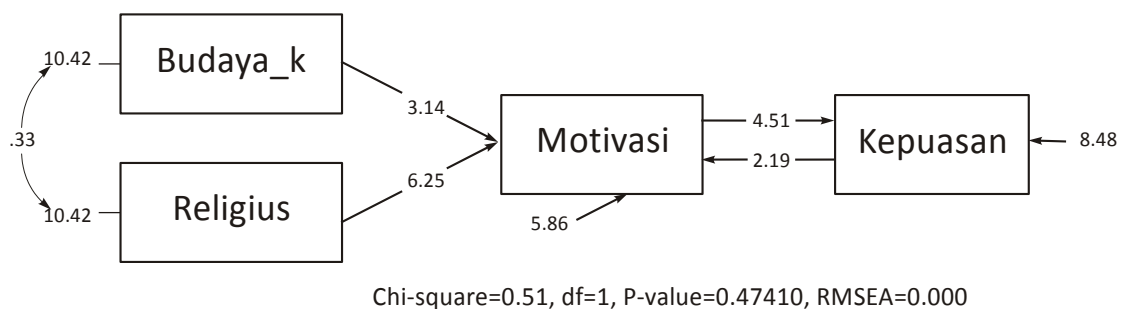 10.42
Budaya_k
.33
3.14
4.51
Motivasi
Kepuasan
8.48
2.19
10.42
Religius
6.25
5.86
Chi-square=0.51, df=1, P-value=0.47410, RMSEA=0.000